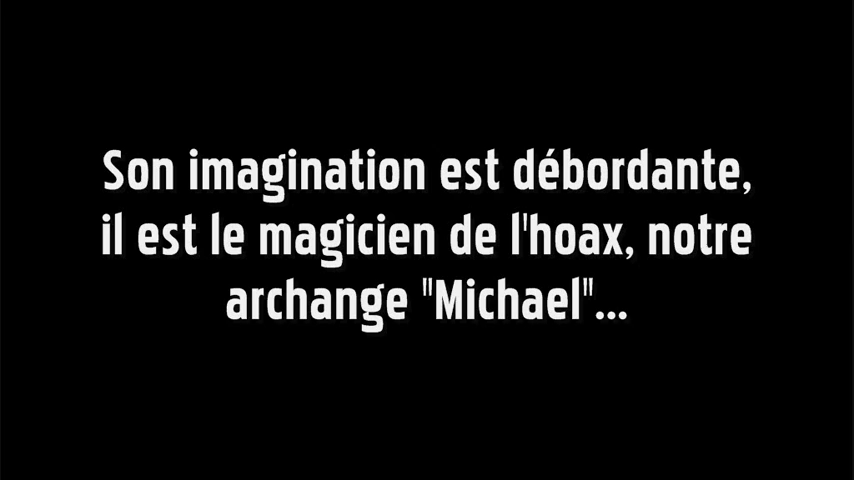 Son imagination est débordante,
il est le magicien de l'hoax, notre
archange "Michael"...